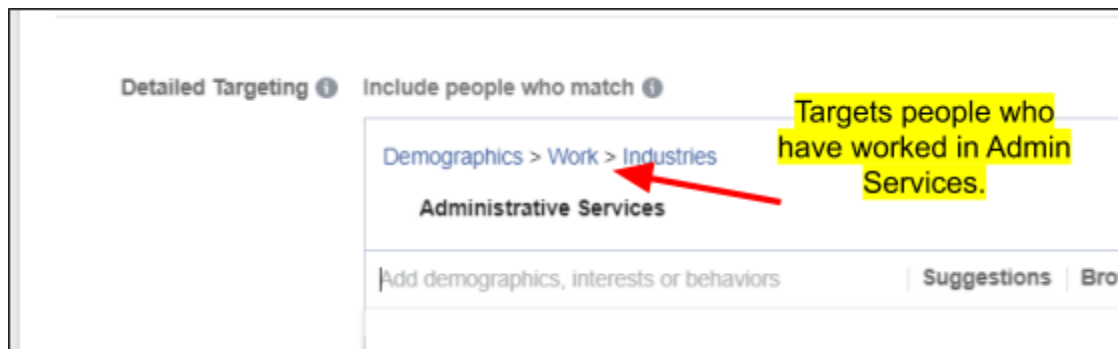 Detailed Targeting Include people who match
Targets people who
have worked in Admin
Services.
Demographics > Work > Industries
Administrative Services
Add demographics, interests or behaviors Suggestions Bro